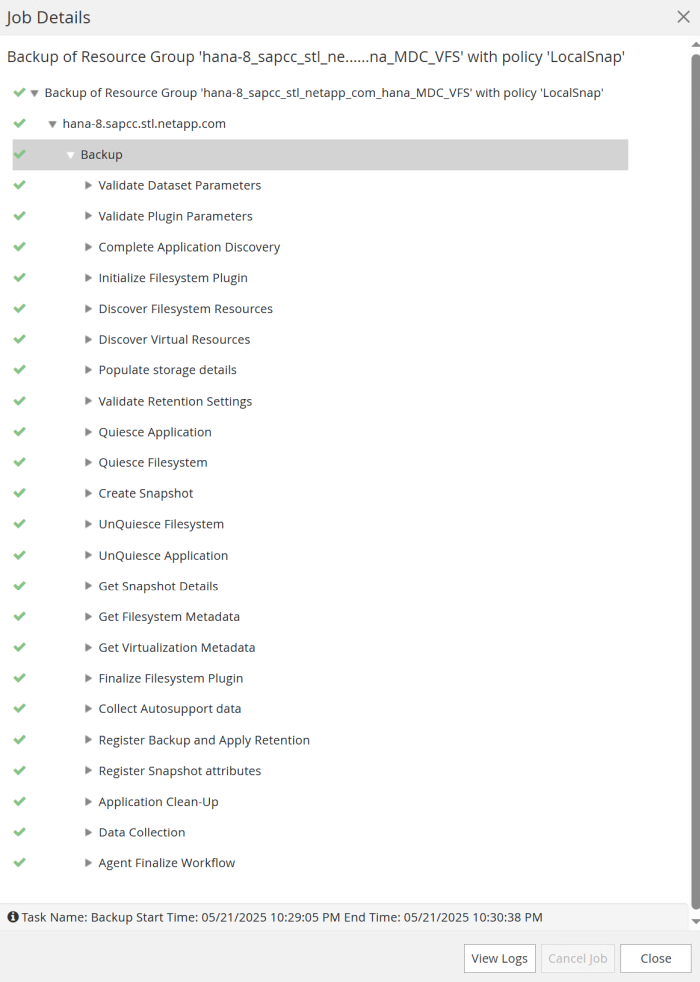 Job Details
Backup of Resource Group 'hana-8_sapcc_stl_ne......na_MDC_VFS' with policy 'LocalSnap'
Backup of Resource Group 'hana-8_sapcc_stl_netapp_com_hana_MDC_VFS' with policy 'LocalSnap'
hana-8.sapcc.stl.netapp.com
Backup
Validate Dataset Parameters
Validate Plugin Parameters
Complete Application Discovery
Initialize Filesystem Plugin
Discover Filesystem Resources
Discover Virtual Resources
Populate storage details
Validate Retention Settings
Quiesce Application
Quiesce Filesystem
Create Snapshot
UnQuiesce Filesystem
UnQuiesce Application
Get Snapshot Details
Get Filesystem Metadata
Get Virtualization Metadata
Finalize Filesystem Plugin
Collect Autosupport data
Register Backup and Apply Retention
Register Snapshot attributes
Application Clean-Up
Data Collection
Agent Finalize Workflow
Task Name: Backup Start Time: 05/21/2025 10:29:05 PM End Time: 05/21/2025 10:30:38 PM
View Logs Cancel Job Close